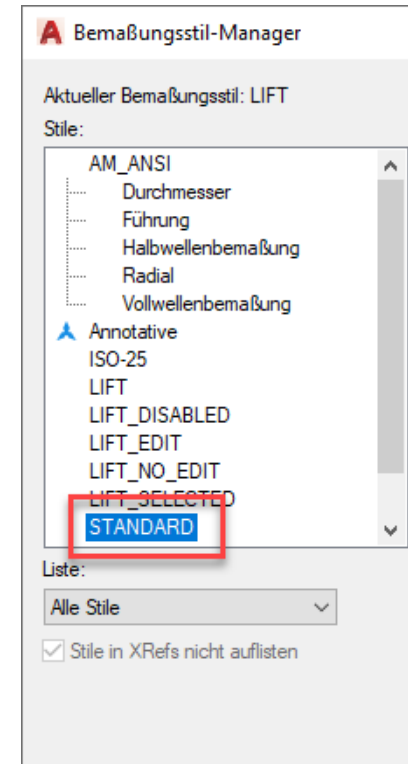 Bemaßungsstil-Manager
Aktueller Bemaßungsstil: LIFT
Stile:
AM_ANSI
Durchmesser
Führung
Halbwellenbemaßung
Radial
Vollwellenbemaßung
Annotative
ISO-25
LIFT
LIFT_DISABLED
LIFT_EDIT
LIFT_NO_EDIT
LIFT_SELECTED
STANDARD
Liste:
Alle Stile
Stile in XRefs nicht auflisten